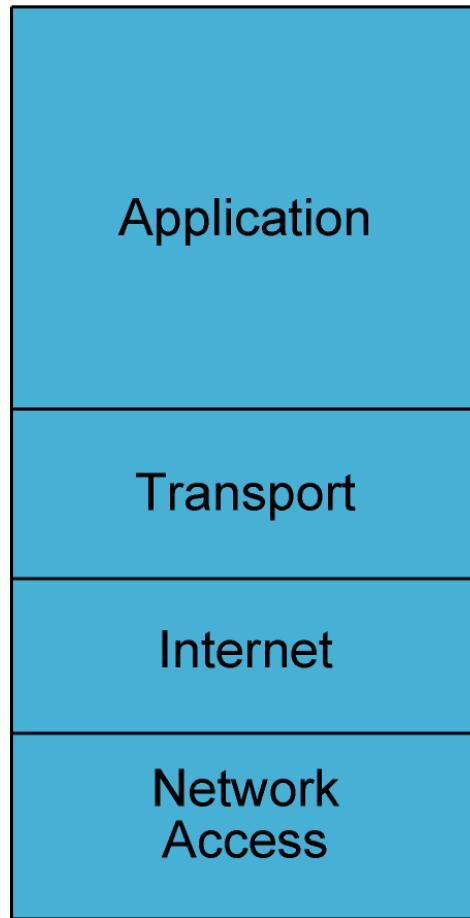 Application
Transport
Internet
Network
Access